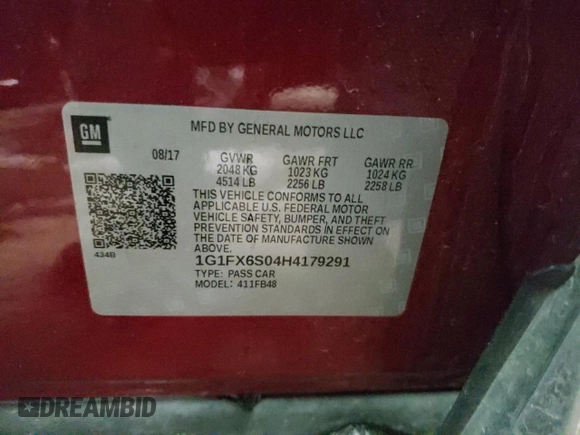 GM
MFD BY GENERAL MOTORS LLC
08/17 GVWR GAWR FRT GAWR RR
2048 KG 1023 KG 1024 KG
4514 LB 2256 LB 2258 LB
THIS VEHICLE CONFORMS TO ALL
APPLICABLE U.S. FEDERAL MOTOR
VEHICLE SAFETY, BUMPER, AND THEFT
PREVENTION STANDARDS IN EFFECT ON
THE DATE OF MANUFACTURE SHOWN
ABOVE.
434B
1G1FX6S04H4179291
TYPE: PASS CAR
MODEL: 411FB48
DREAMBID